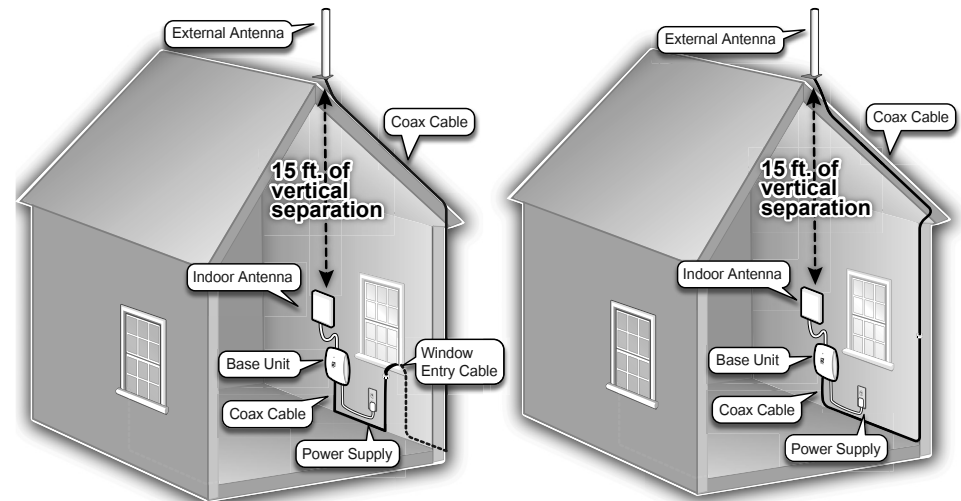 External Antenna
Coax Cable
15 ft. of
vertical
separation
Indoor Antenna
Base Unit
Window
Entry Cable
Coax Cable
Power Supply
External Antenna
Coax Cable
15 ft. of
vertical
separation
Indoor Antenna
Base Unit
Coax Cable
Power Supply